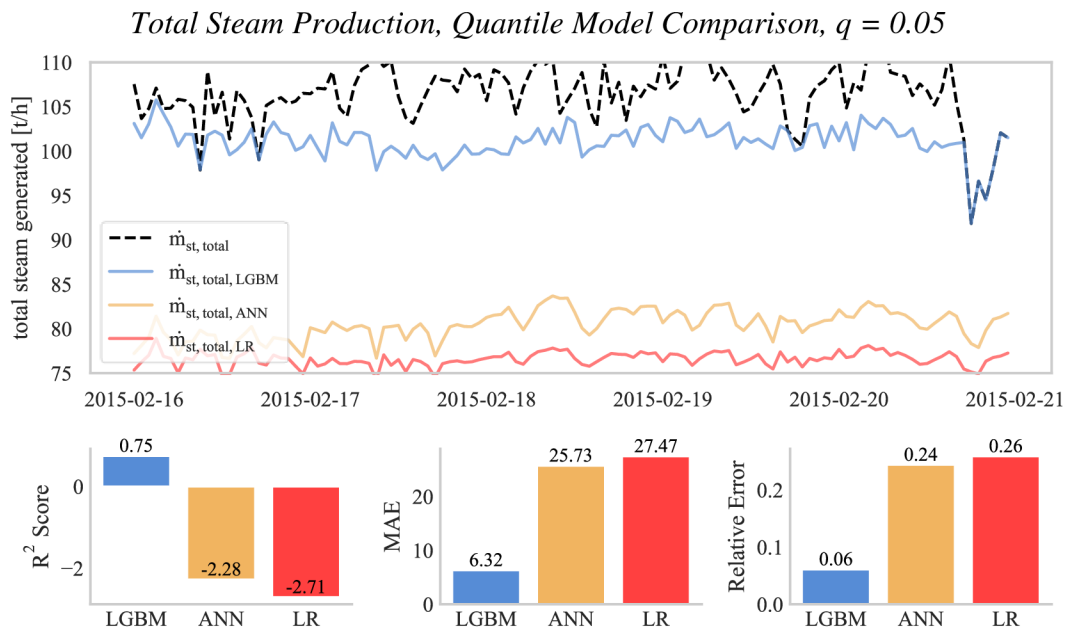 Total Steam Production, Quantile Model Comparison, q = 0.05
total steam generated [t/h]
110
105
100
95
90
85
80
75
ṁst, total
ṁst, total, LGBM
ṁst, total, ANN
ṁst, total, LR
2015-02-16 2015-02-17 2015-02-18 2015-02-19 2015-02-20 2015-02-21
R² Score
0
−2
0.75
-2.28
-2.71
LGBM ANN LR
MAE
20
10
0
6.32
25.73
27.47
LGBM ANN LR
Relative Error
0.2
0.1
0.0
0.06
0.24
0.26
LGBM ANN LR